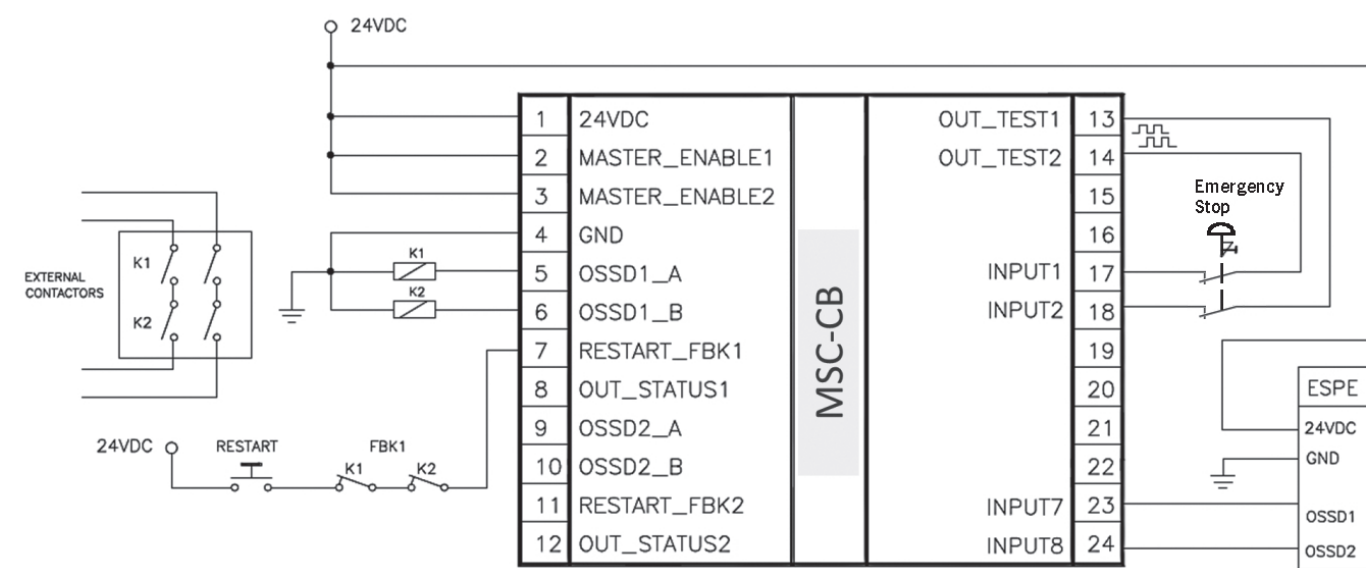 24VDC
1 24VDC
2 MASTER_ENABLE1
3 MASTER_ENABLE2
4 GND
5 OSSD1_A
6 OSSD1_B
7 RESTART_FBK1
8 OUT_STATUS1
9 OSSD2_A
10 OSSD2_B
11 RESTART_FBK2
12 OUT_STATUS2
K1
K2
EXTERNAL
CONTACTORS
K1
K2
24VDC
RESTART
FBK1
K1
K2
MSC-CB
OUT_TEST1 13
OUT_TEST2 14
15
16
INPUT1 17
INPUT2 18
19
20
21
22
INPUT7 23
INPUT8 24
Emergency
Stop
ESPE
24VDC
GND
OSSD1
OSSD2